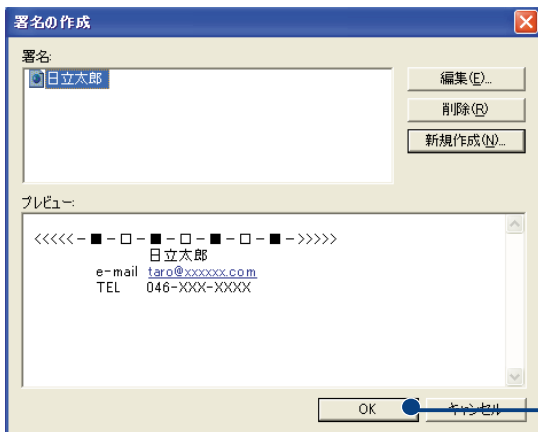 署名の作成
署名:
日立太郎
編集(E)...
削除(R)
新規作成(N)...
プレビュー:
<<<<<-■-□-■-□-■-□-■->>>>>
日立太郎
e-mail taro@xxxxxx.com
TEL 046-XXX-XXXX
OK
キャンセル